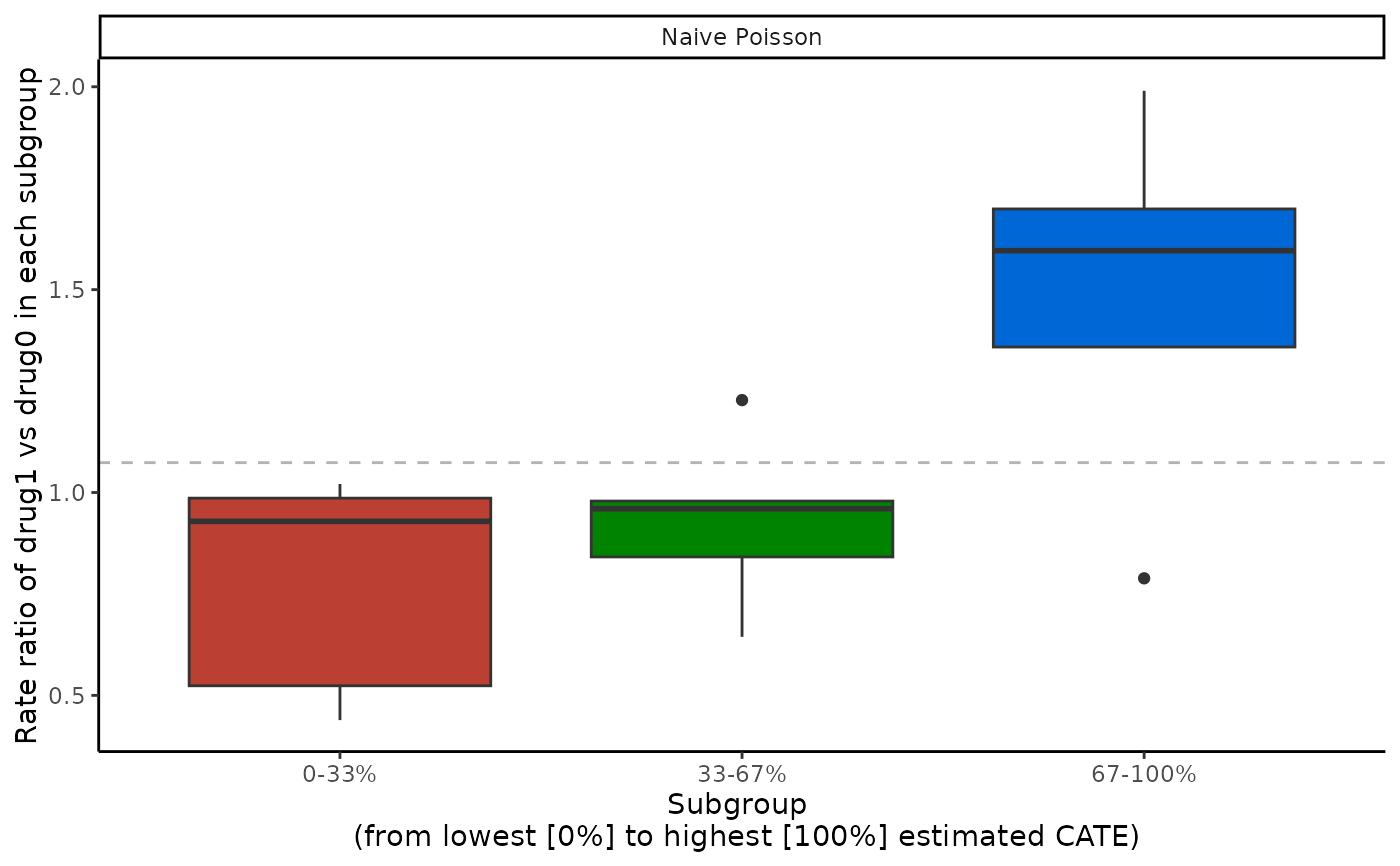 Naive Poisson
Rate ratio of drug1 vs drug0 in each subgroup
2.0
1.5
1.0
0.5
0-33%
33-67%
67-100%
Subgroup
(from lowest [0%] to highest [100%] estimated CATE)